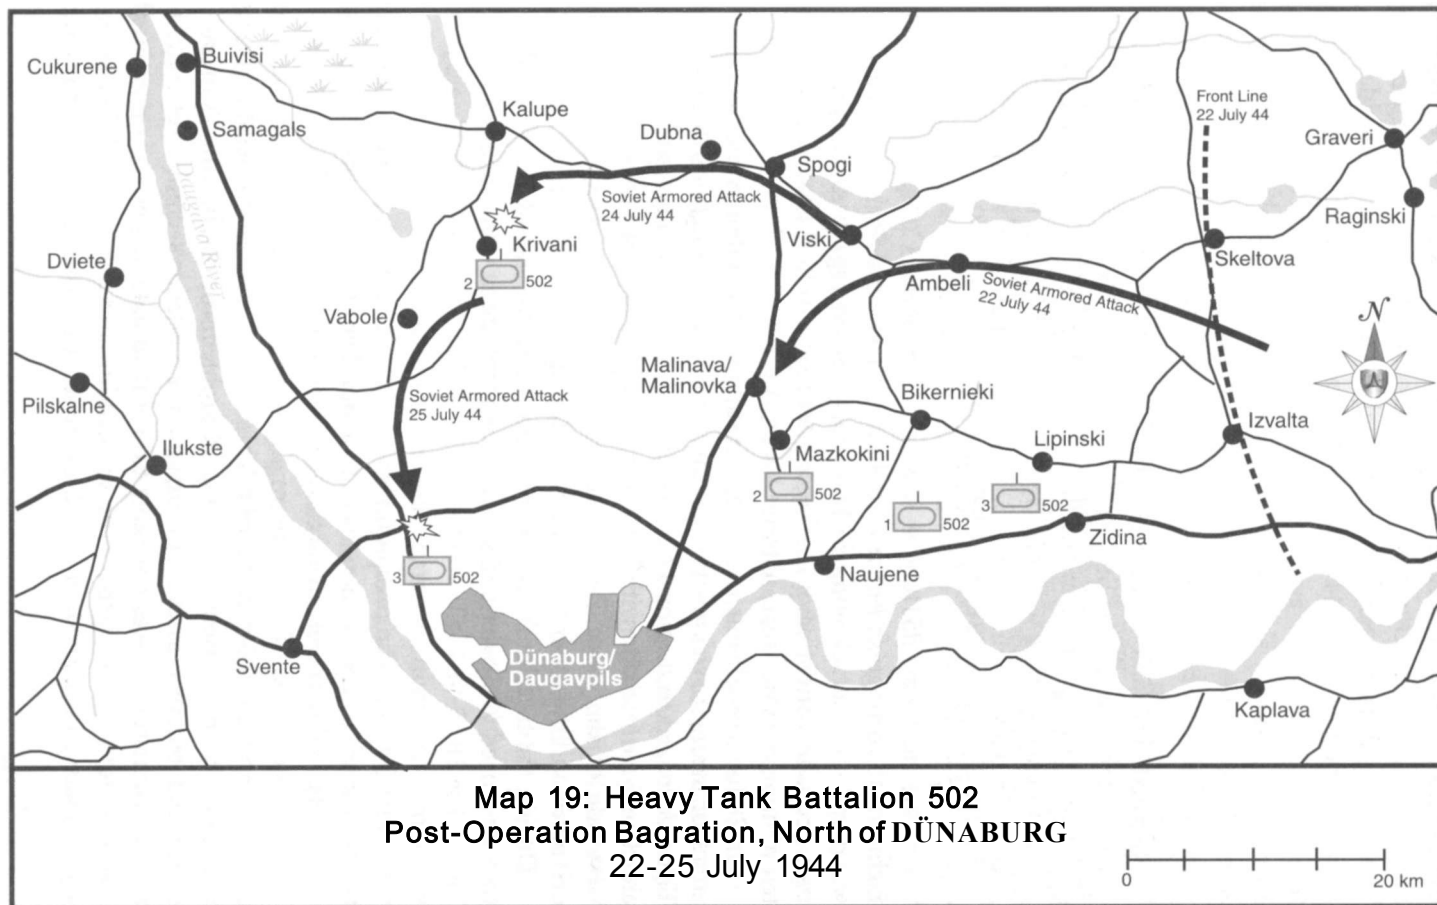 Cukurene
Buivisi
Samagals
Kalupe
Dubna
Spogi
Front Line
22 July 44
Graveri
Raginski
Daugava River
Soviet Armored Attack
24 July 44
Viski
Skeltova
Krivani
2 502
Dviete
Ambeli
Soviet Armored Attack
22 July 44
Vabole
N
Malinava/
Malinovka
Pilskalne
Soviet Armored Attack
25 July 44
Bikernieki
Izvalta
Ilukste
Mazkokini
Lipinski
2 502
1 502
3 502
Zidina
3 502
Naujene
Svente
Dünaburg/
Daugavpils
Kaplava
Map 19: Heavy Tank Battalion 502
Post-Operation Bagration, North of DÜNABURG
22-25 July 1944
0 20 km